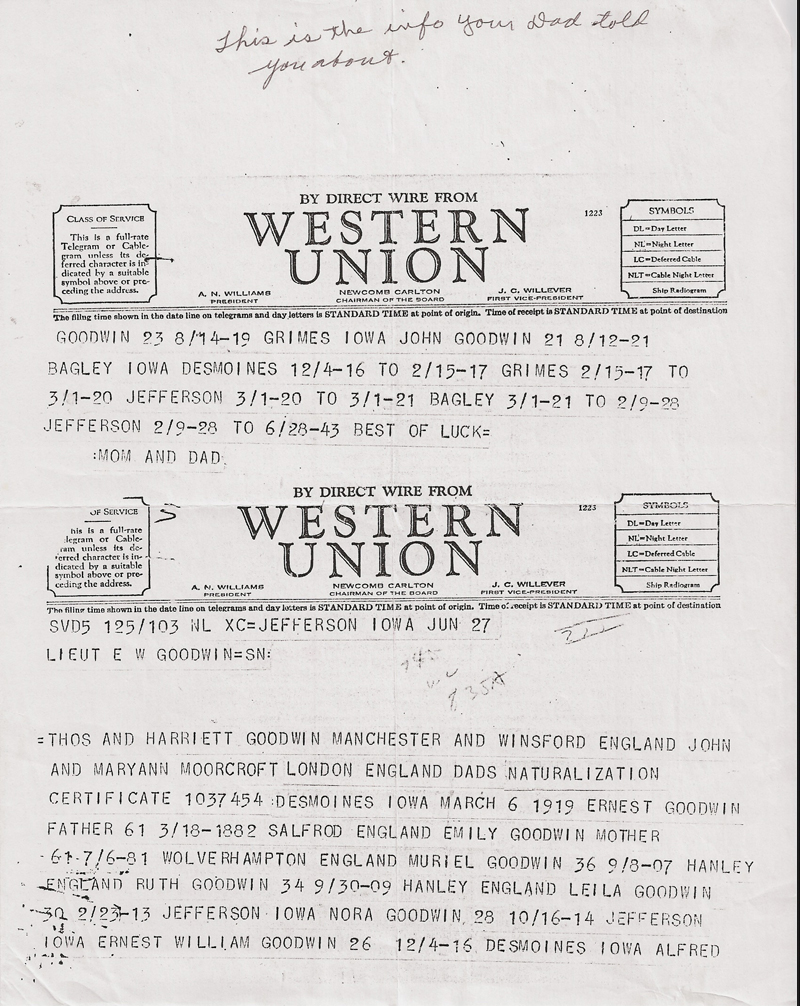 This is the info your Dad told
you about.
BY DIRECT WIRE FROM
WESTERN
UNION
1223
CLASS OF SERVICE
This is a full-rate
Telegram or Cable-
gram unless its de-
ferred character is in-
dicated by a suitable
symbol above or pre-
ceding the address.
A. N. WILLIAMS
PRESIDENT
NEWCOMB CARLTON
CHAIRMAN OF THE BOARD
J. C. WILLEVER
FIRST VICE-PRESIDENT
SYMBOLS
DL=Day Letter
NL=Night Letter
LC=Deferred Cable
NLT=Cable Night Letter
Ship Radiogram
The filing time shown in the date line on telegrams and day letters is STANDARD TIME at point of origin. Time of receipt is STANDARD TIME at point of destination
GOODWIN 23 8/14-19 GRIMES IOWA JOHN GOODWIN 21 8/12-21
BAGLEY IOWA DESMOINES 12/4-16 TO 2/15-17 GRIMES 2/15-17 TO
3/1-20 JEFFERSON 3/1-20 TO 3/1-21 BAGLEY 3/1-21 TO 2/9-28
JEFFERSON 2/9-28 TO 6/28-43 BEST OF LUCK=
:MOM AND DAD.
BY DIRECT WIRE FROM
WESTERN
UNION
1223
OF SERVICE
his is a full-rate
legram or Cable-
ram unless its de-
ferred character is in-
dicated by a suitable
symbol above or pre-
ceding the address.
A. N. WILLIAMS
PRESIDENT
NEWCOMB CARLTON
CHAIRMAN OF THE BOARD
J. C. WILLEVER
FIRST VICE-PRESIDENT
SYMBOLS
DL=Day Letter
NL=Night Letter
LC=Deferred Cable
NLT=Cable Night Letter
Ship Radiogram
The filing time shown in the date line on telegrams and day letters is STANDARD TIME at point of origin. Time of receipt is STANDARD TIME at point of destination
SVD5 125/103 NL XC=JEFFERSON IOWA JUN 27
LIEUT E W GOODWIN=SN:
=THOS AND HARRIETT GOODWIN MANCHESTER AND WINSFORD ENGLAND JOHN
AND MARYANN MOORCROFT LONDON ENGLAND DADS NATURALIZATION
CERTIFICATE 1037454 DESMOINES IOWA MARCH 6 1919 ERNEST GOODWIN
FATHER 61 3/18-1882 SALFROD ENGLAND EMILY GOODWIN MOTHER
61 7/6-81 WOLVERHAMPTON ENGLAND MURIEL GOODWIN 36 9/8-07 HANLEY
ENGLAND RUTH GOODWIN 34 9/30-09 HANLEY ENGLAND LEILA GOODWIN
30 2/23-13 JEFFERSON IOWA NORA GOODWIN 28 10/16-14 JEFFERSON
IOWA ERNEST WILLIAM GOODWIN 26 12/4-16 DESMOINES IOWA ALFRED